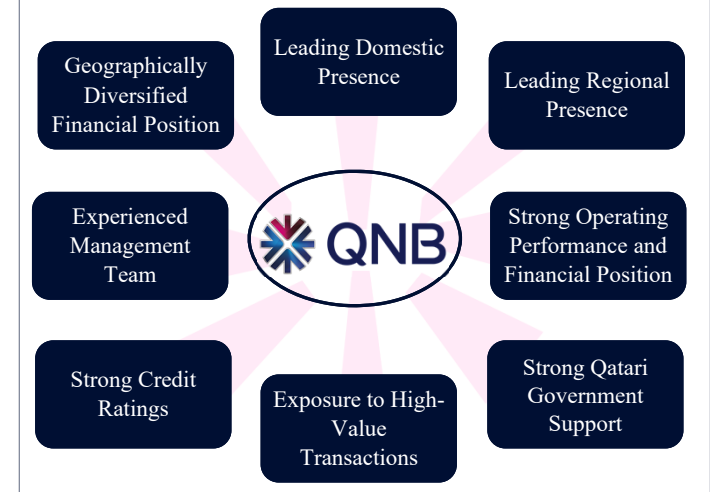 Leading Domestic
Presence
Geographically
Diversified
Financial Position
Leading Regional
Presence
Experienced
Management
Team
QNB
Strong Operating
Performance and
Financial Position
Strong Credit
Ratings
Exposure to High-
Value
Transactions
Strong Qatari
Government
Support